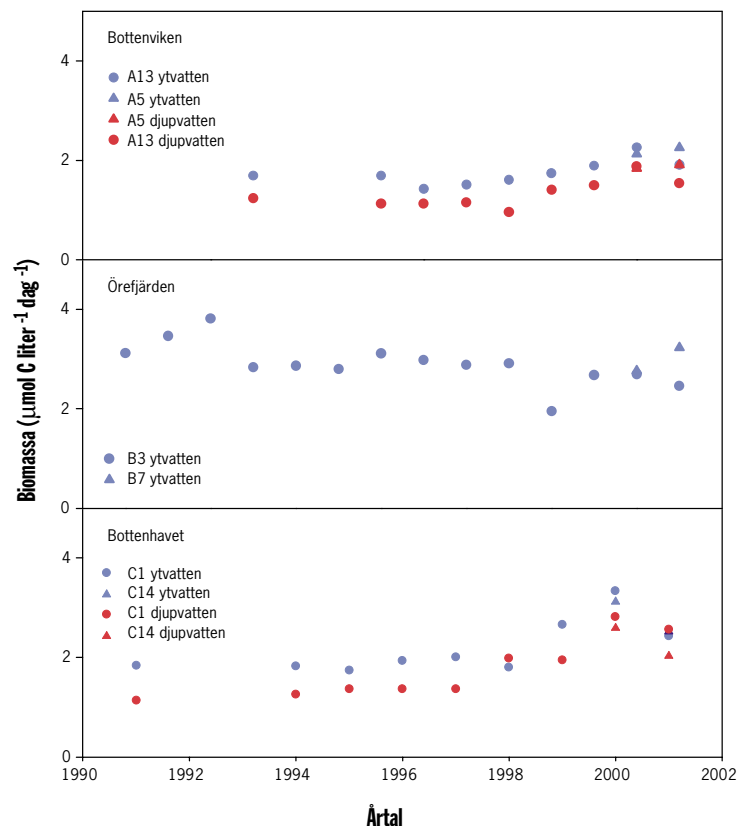 Bottenviken
A13 ytvatten
A5 ytvatten
A5 djupvatten
A13 djupvatten
4
2
0
Örefjärden
4
2
B3 ytvatten
B7 ytvatten
0
Bottenhavet
C1 ytvatten
C14 ytvatten
C1 djupvatten
C14 djupvatten
4
2
0
Biomassa (µmol C liter ⁻¹ dag ⁻¹)
1990 1992 1994 1996 1998 2000 2002
Årtal